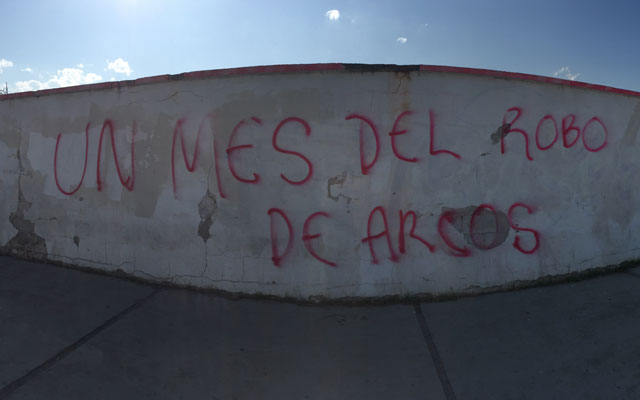 UN MES DEL ROBO
DE ARCOS